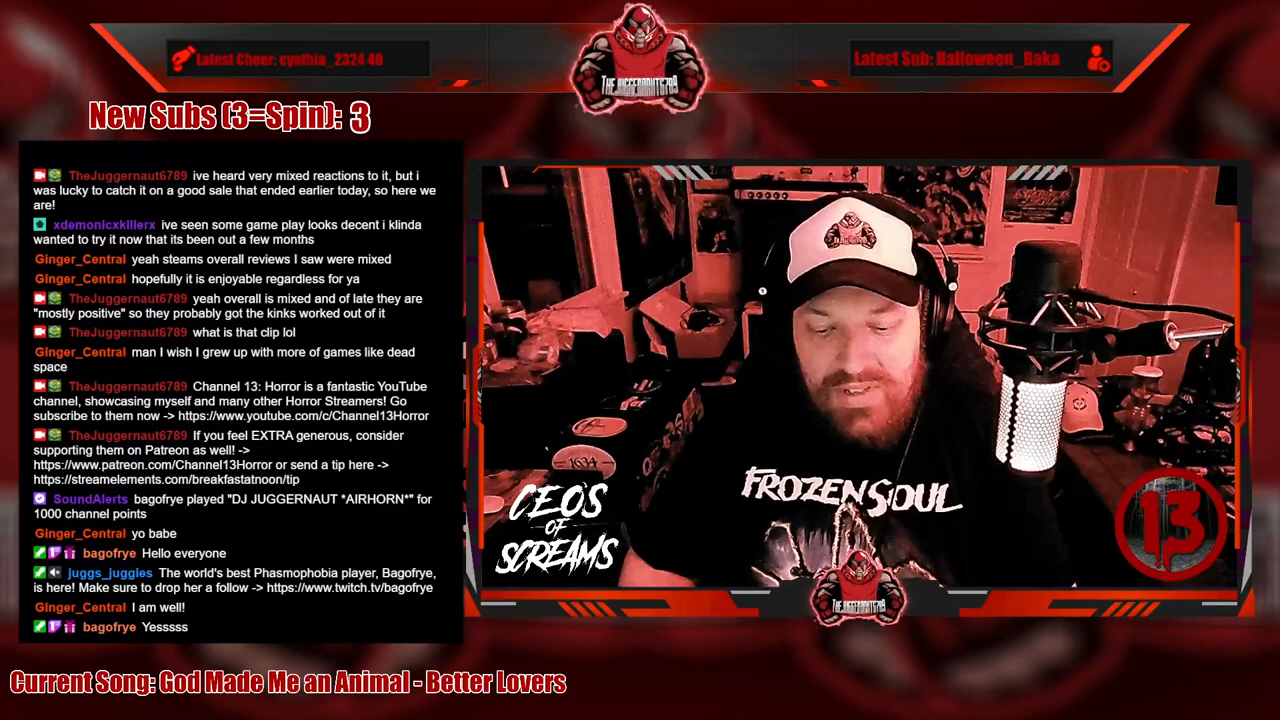 Latest Cheer: cynthia_2324 40
THEJUGGERNAUT6789
Latest Sub: Halloween_Baka
New Subs (3=Spin): 3
TheJuggernaut6789 ive heard very mixed reactions to it, but i
was lucky to catch it on a good sale that ended earlier today, so here we
are!
xdemonicxklllerx ive seen some game play looks decent i klinda
wanted to try it now that its been out a few months
Ginger_Central yeah steams overall reviews I saw were mixed
Ginger_Central hopefully it is enjoyable regardless for ya
TheJuggernaut6789 yeah overall is mixed and of late they are
"mostly positive" so they probably got the kinks worked out of it
TheJuggernaut6789 what is that clip lol
Ginger_Central man I wish I grew up with more of games like dead
space
TheJuggernaut6789 Channel 13: Horror is a fantastic YouTube
channel, showcasing myself and many other Horror Streamers! Go
subscribe to them now -> https://www.youtube.com/c/Channel13Horror
TheJuggernaut6789 If you feel EXTRA generous, consider
supporting them on Patreon as well! ->
https://www.patreon.com/Channel13Horror or send a tip here ->
https://streamelements.com/breakfastatnoon/tip
SoundAlerts bagofrye played "DJ JUGGERNAUT *AIRHORN*" for
1000 channel points
Ginger_Central yo babe
bagofrye Hello everyone
juggs_juggies The world's best Phasmophobia player, Bagofrye,
is here! Make sure to drop her a follow -> https://www.twitch.tv/bagofrye
Ginger_Central I am well!
bagofrye Yesssss
1634
FROZEN SOUL
CEO'S
OF
SCREAMS
13
THEJUGGERNAUT6789
Current Song: God Made Me an Animal - Better Lovers